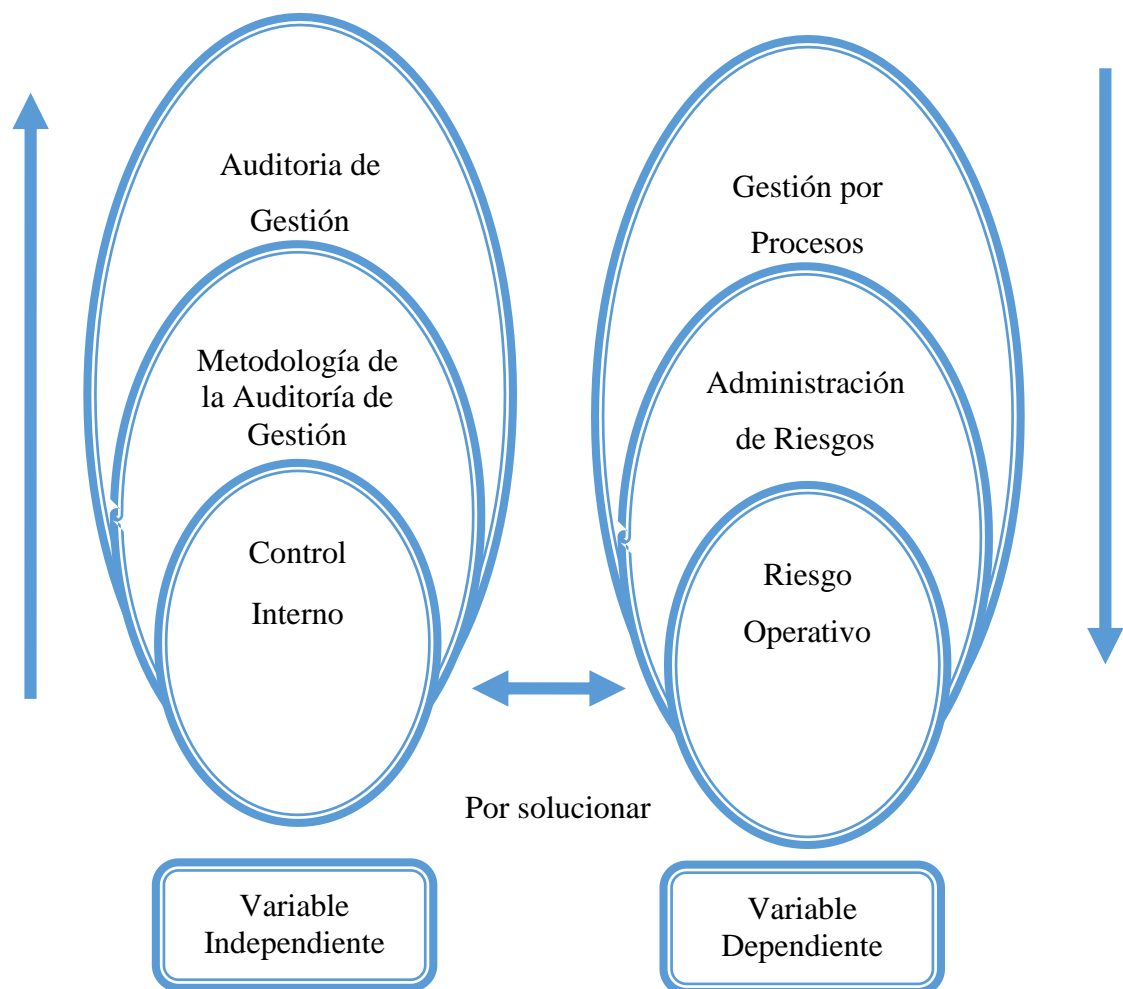 Auditoria de
Gestión
Metodología de
la Auditoría de
Gestión
Control
Interno
Gestión por
Procesos
Administración
de Riesgos
Riesgo
Operativo
Por solucionar
Variable
Independiente
Variable
Dependiente